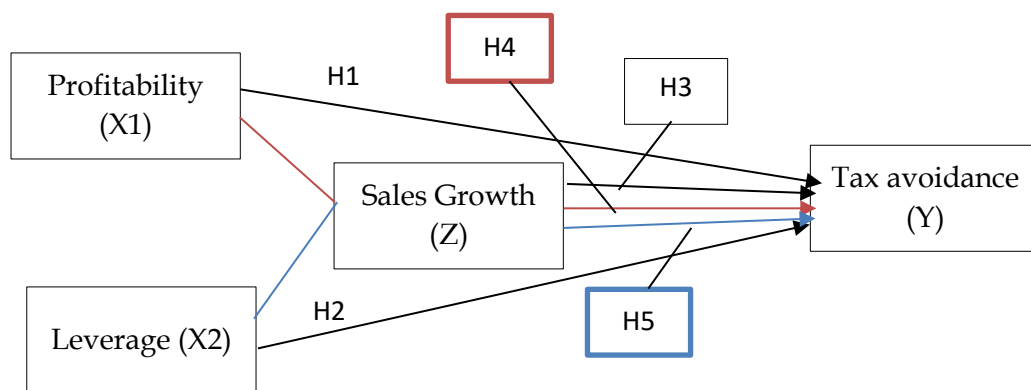 H4
H1
H3
Profitability
(X1)
Sales Growth
(Z)
Tax avoidance
(Y)
H2
H5
Leverage (X2)